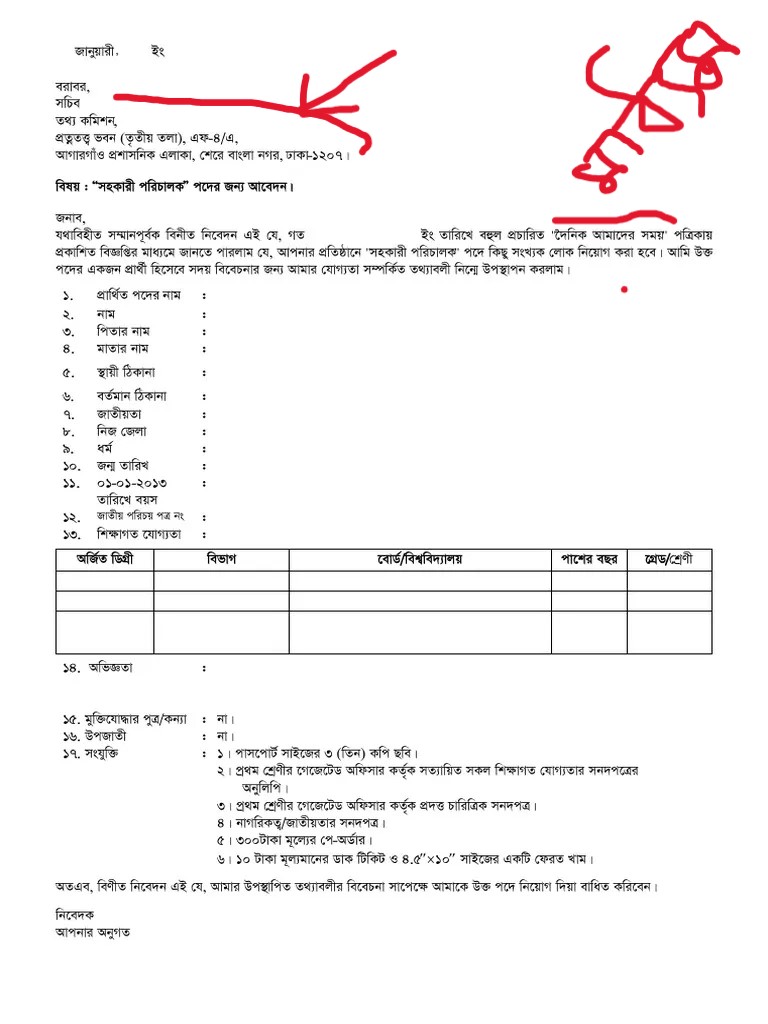 জানুয়ারী, ইং
বরাবর,
সচিব
তথ্য কমিশন,
প্রত্নতত্ত্ব ভবন (তৃতীয় তলা), এফ-৪/এ,
আগারগাঁও প্রশাসনিক এলাকা, শেরে বাংলা নগর, ঢাকা-১২০৭।
বিষয় : “সহকারী পরিচালক” পদের জন্য আবেদন।
জনাব,
যথাবিহীত সম্মানপূর্বক বিনীত নিবেদন এই যে, গত ইং তারিখে বহুল প্রচারিত 'দৈনিক আমাদের সময়' পত্রিকায়
প্রকাশিত বিজ্ঞপ্তির মাধ্যমে জানতে পারলাম যে, আপনার প্রতিষ্ঠানে 'সহকারী পরিচালক' পদে কিছু সংখ্যক লোক নিয়োগ করা হবে। আমি উক্ত
পদের একজন প্রার্থী হিসেবে সদয় বিবেচনার জন্য আমার যোগ্যতা সম্পর্কিত তথ্যাবলী নিম্নে উপস্থাপন করলাম।
১. প্রার্থিত পদের নাম :
২. নাম :
৩. পিতার নাম :
৪. মাতার নাম :
৫. স্থায়ী ঠিকানা :
৬. বর্তমান ঠিকানা :
৭. জাতীয়তা :
৮. নিজ জেলা :
৯. ধর্ম :
১০. জন্ম তারিখ :
১১. ০১-০১-২০১৩ :
তারিখে বয়স
১২. জাতীয় পরিচয় পত্র নং :
১৩. শিক্ষাগত যোগ্যতা :
অর্জিত ডিগ্রী বিভাগ বোর্ড/বিশ্ববিদ্যালয় পাশের বছর গ্রেড/শ্রেণী
১৪. অভিজ্ঞতা :
১৫. মুক্তিযোদ্ধার পুত্র/কন্যা : না।
১৬. উপজাতী : না।
১৭. সংযুক্তি : ১। পাসপোর্ট সাইজের ৩ (তিন) কপি ছবি।
২। প্রথম শ্রেণীর গেজেটেড অফিসার কর্তৃক সত্যায়িত সকল শিক্ষাগত যোগ্যতার সনদপত্রের
অনুলিপি।
৩। প্রথম শ্রেণীর গেজেটেড অফিসার কর্তৃক প্রদত্ত চারিত্রিক সনদপত্র।
৪। নাগরিকত্ব/জাতীয়তার সনদপত্র।
৫। ৩০০টাকা মূল্যের পে-অর্ডার।
৬। ১০ টাকা মূল্যমানের ডাক টিকিট ও ৪.৫″×১০″ সাইজের একটি ফেরত খাম।
অতএব, বিণীত নিবেদন এই যে, আমার উপস্থাপিত তথ্যাবলীর বিবেচনা সাপেক্ষে আমাকে উক্ত পদে নিয়োগ দিয়া বাধিত করিবেন।
নিবেদক
আপনার অনুগত